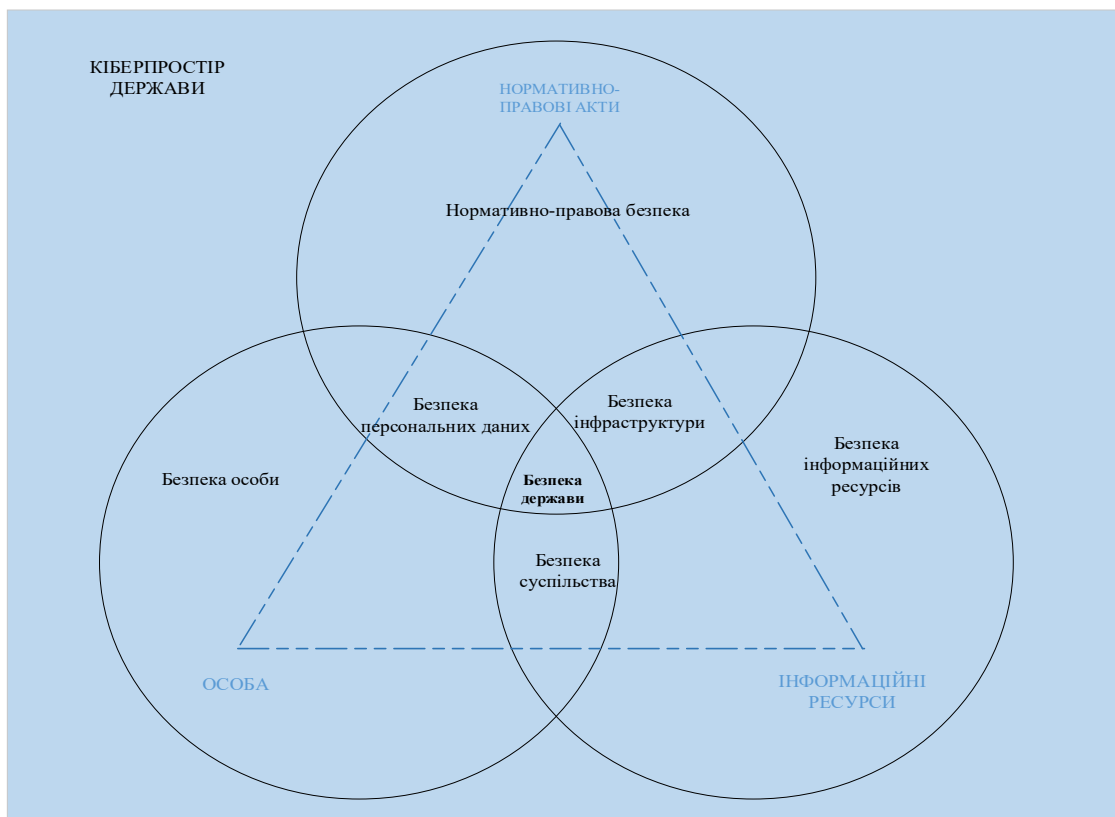 КІБЕРПРОСТІР
ДЕРЖАВИ
НОРМАТИВНО-
ПРАВОВІ АКТИ
Нормативно-правова безпека
Безпека
персональних даних
Безпека
інфраструктури
Безпека
інформаційних
ресурсів
Безпека особи
Безпека
держави
Безпека
суспільства
ОСОБА
ІНФОРМАЦІЙНІ
РЕСУРСИ